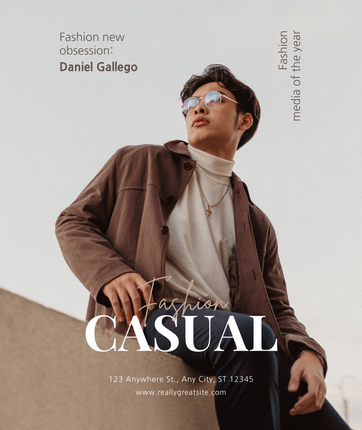 Fashion new
obsession:
Daniel Gallego
Fashion
media of the year
Fashion
CASUAL
123 Anywhere St., Any City, ST 12345
www.reallygreatsite.com